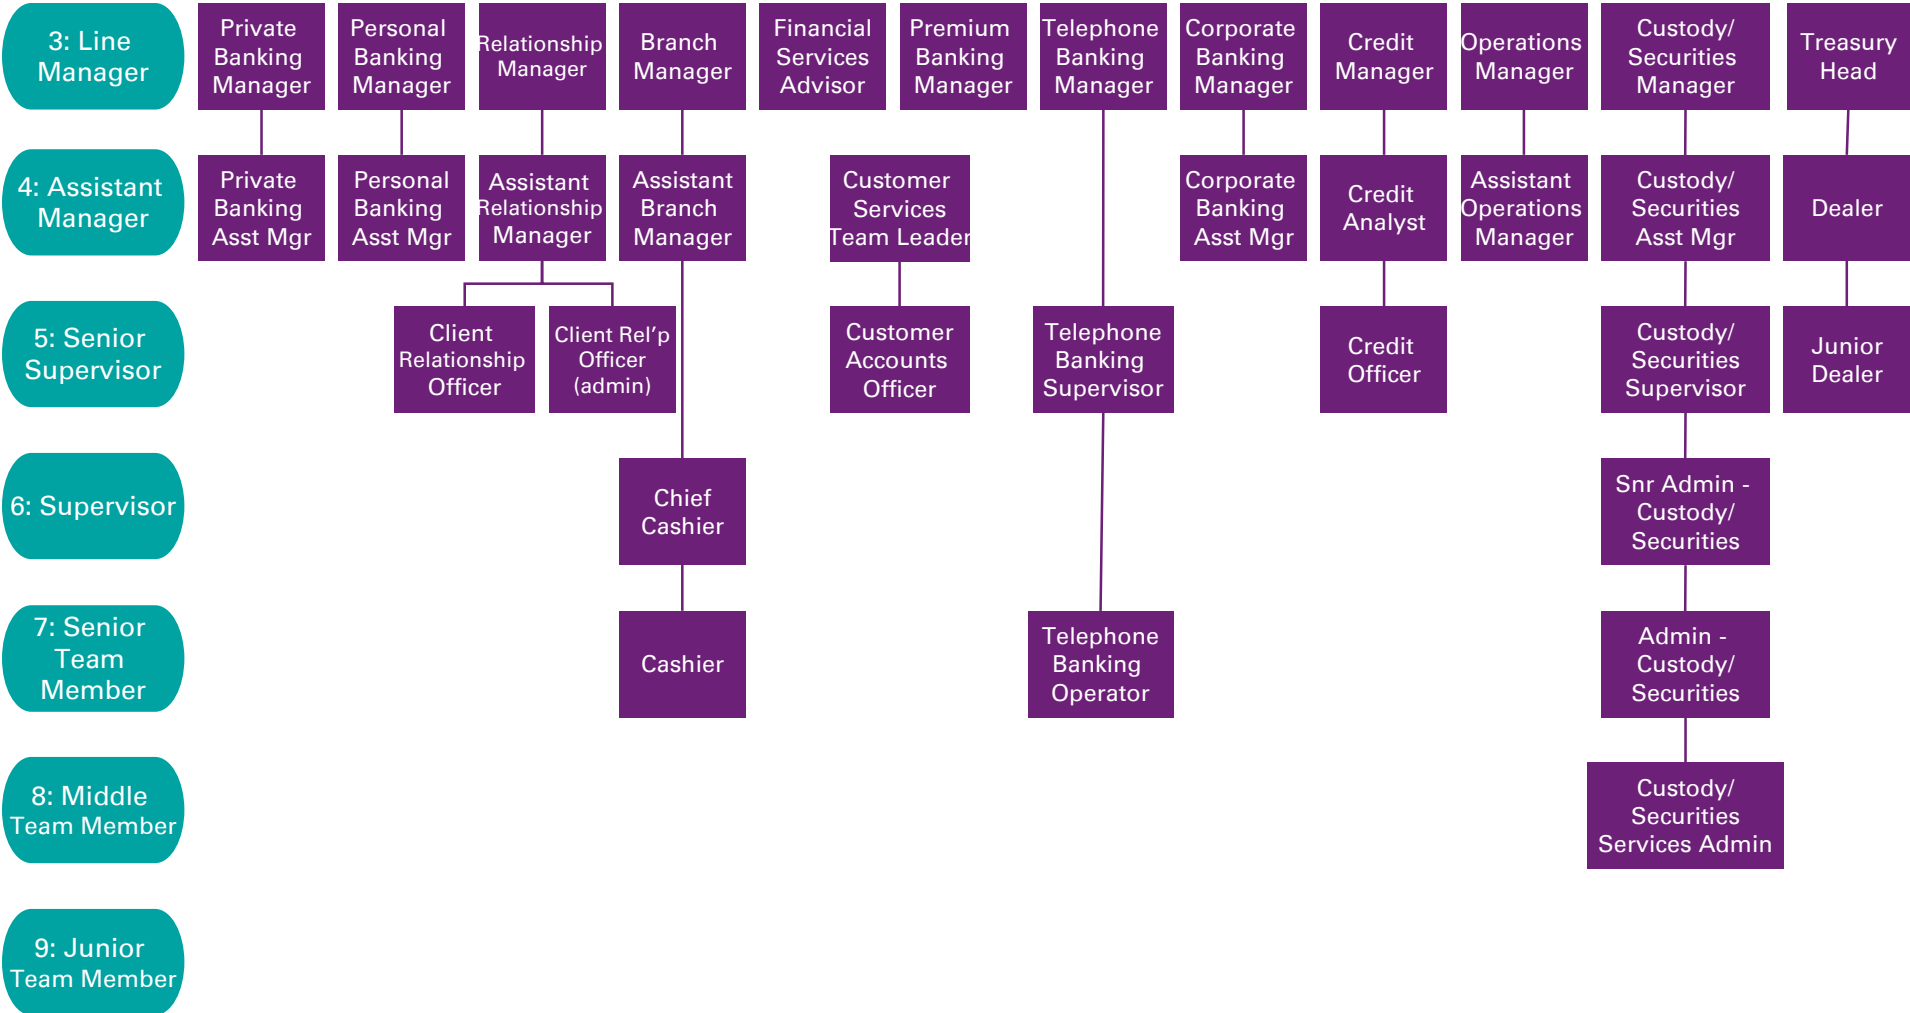 3: Line
Manager
Private
Banking
Manager
Personal
Banking
Manager
Relationship
Manager
Branch
Manager
Financial
Services
Advisor
Premium
Banking
Manager
Telephone
Banking
Manager
Corporate
Banking
Manager
Credit
Manager
Operations
Manager
Custody/
Securities
Manager
Treasury
Head
4: Assistant
Manager
Private
Banking
Asst Mgr
Personal
Banking
Asst Mgr
Assistant
Relationship
Manager
Assistant
Branch
Manager
Customer
Services
Team Leader
Corporate
Banking
Asst Mgr
Credit
Analyst
Assistant
Operations
Manager
Custody/
Securities
Asst Mgr
Dealer
5: Senior
Supervisor
Client
Relationship
Officer
Client Rel’p
Officer
(admin)
Customer
Accounts
Officer
Telephone
Banking
Supervisor
Credit
Officer
Custody/
Securities
Supervisor
Junior
Dealer
6: Supervisor
Chief
Cashier
Snr Admin -
Custody/
Securities
7: Senior
Team
Member
Cashier
Telephone
Banking
Operator
Admin -
Custody/
Securities
8: Middle
Team Member
Custody/
Securities
Services Admin
9: Junior
Team Member